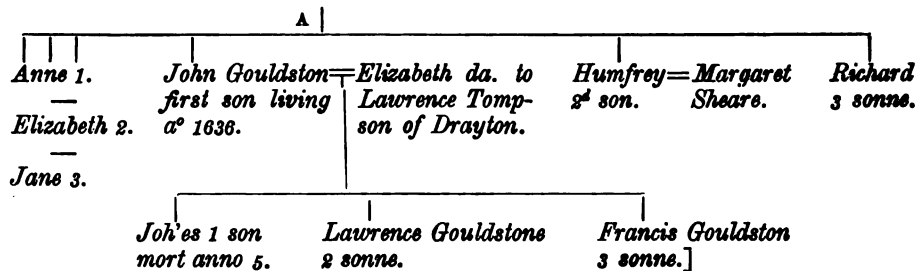 A
Anne 1.
Elizabeth 2.
Jane 3.
John Gouldston=Elizabeth da. to
first son living Lawrence Tomp-
aº 1636. son of Drayton.
Humfrey=Margaret
2ᵈ son. Sheare.
Richard
3 sonne.
Joh'es 1 son
mort anno 5.
Lawrence Gouldstone
2 sonne.
Francis Gouldston
3 sonne.]